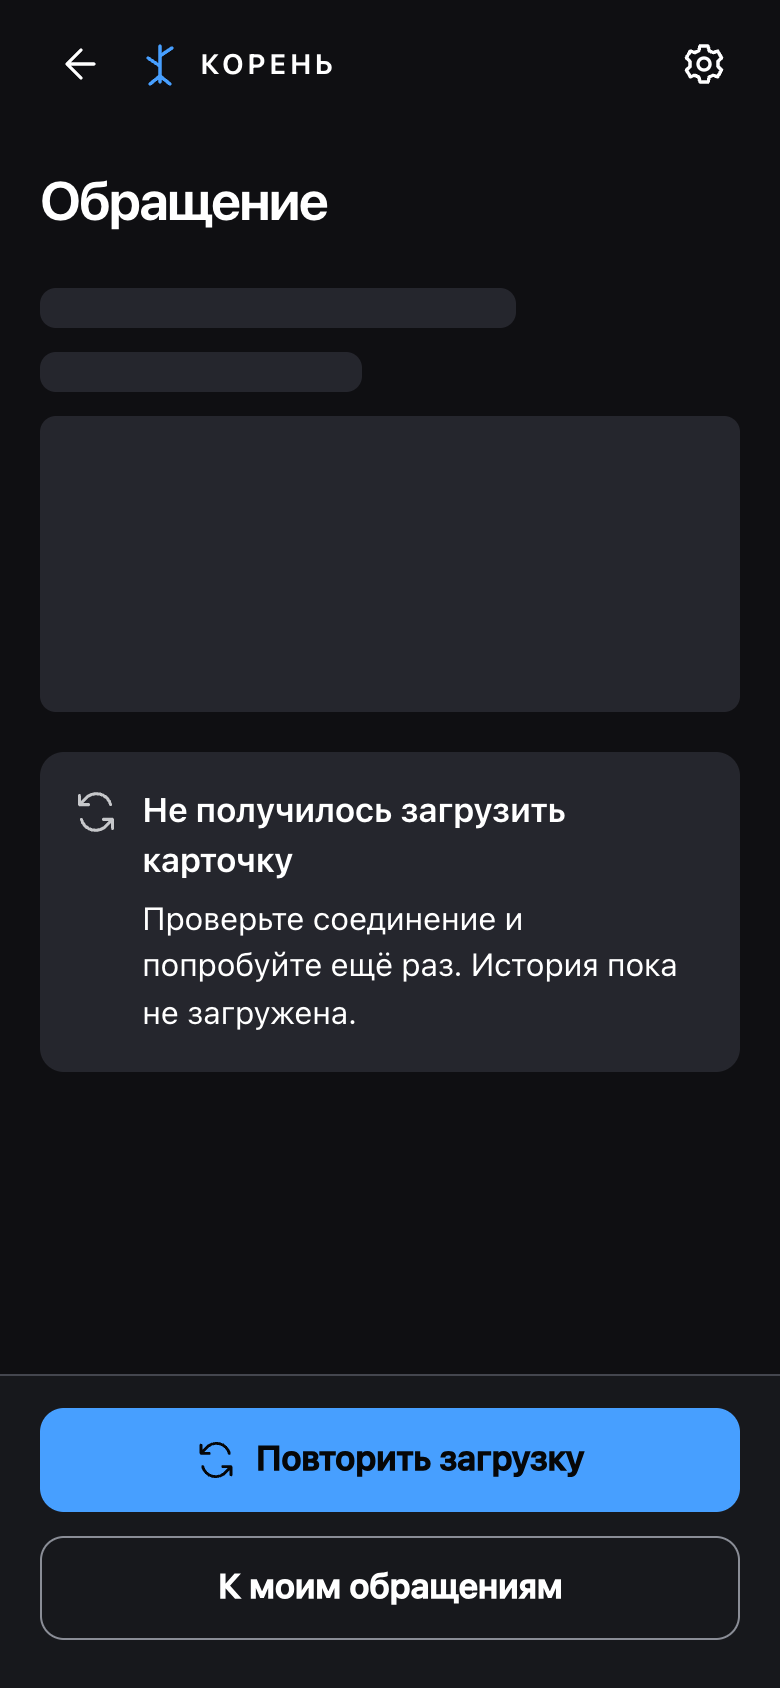 КОРЕНЬ
Обращение
Не получилось загрузить
карточку
Проверьте соединение и
попробуйте ещё раз. История пока
не загружена.
Повторить загрузку
К моим обращениям